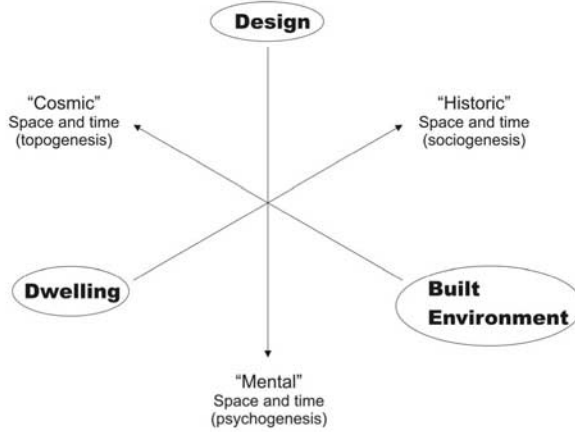 Design
“Cosmic”
Space and time
(topogenesis)
“Historic”
Space and time
(sociogenesis)
Dwelling
Built
Environment
“Mental”
Space and time
(psychogenesis)